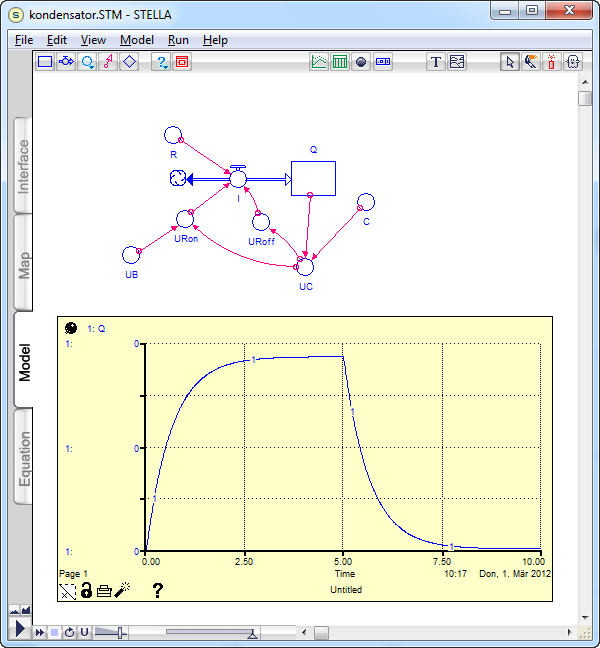 S kondensator.STM - STELLA
File Edit View Model Run Help
T
?
Interface
Map
Model
Equation
R
Q
I
C
URon
URoff
UB
UC
1: Q
1: 0
1: 0
1: 0
1
1
1
1
0.00 2.50 5.00 7.50 10.00
Page 1 Time 10:17 Don, 1. Mär 2012
? Untitled
U